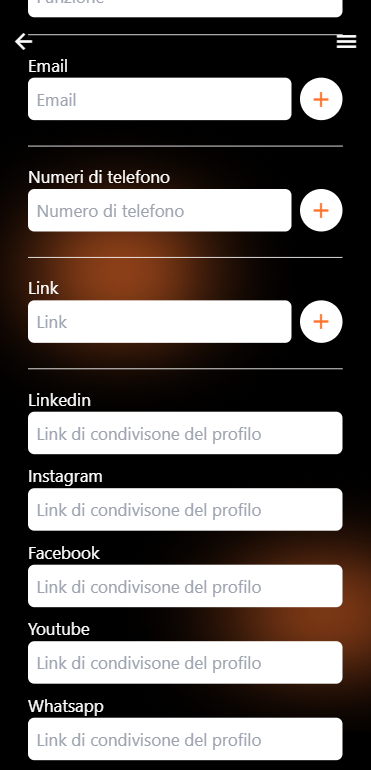 Funzione
Email
Email
Numeri di telefono
Numero di telefono
Link
Link
Linkedin
Link di condivisone del profilo
Instagram
Link di condivisone del profilo
Facebook
Link di condivisone del profilo
Youtube
Link di condivisone del profilo
Whatsapp
Link di condivisone del profilo